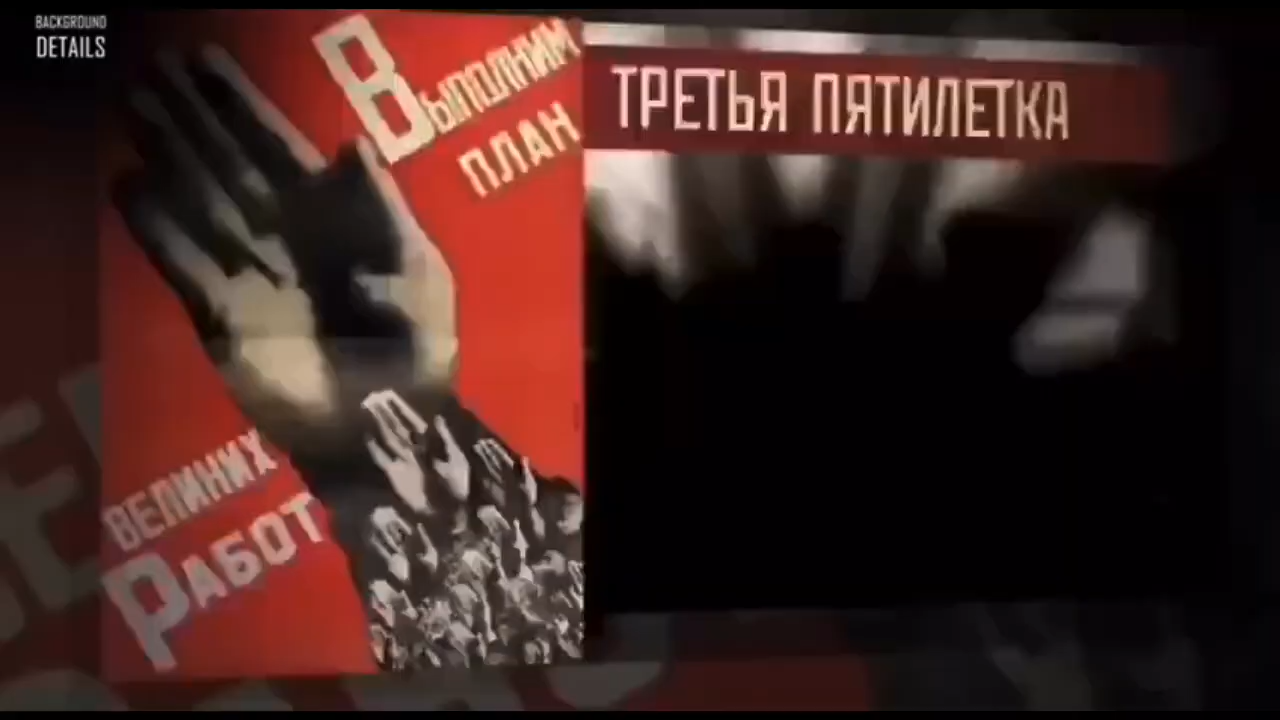 BACKGROUND
DETAILS
Выполним
план
ТРЕТЬЯ ПЯТИЛЕТКА
великих
Работ